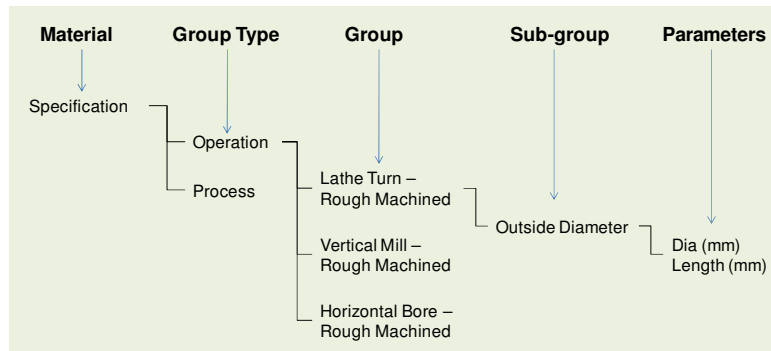 Material Group Type Group Sub-group Parameters
Specification
Operation
Process
Lathe Turn –
Rough Machined
Outside Diameter
Dia (mm)
Length (mm)
Vertical Mill –
Rough Machined
Horizontal Bore –
Rough Machined